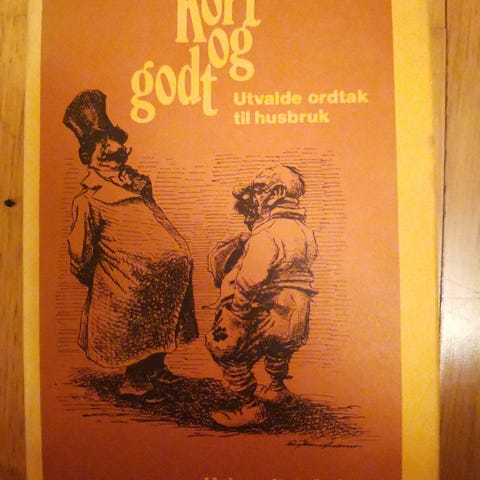 Kort
og
godt
Utvalde ordtak
til husbruk